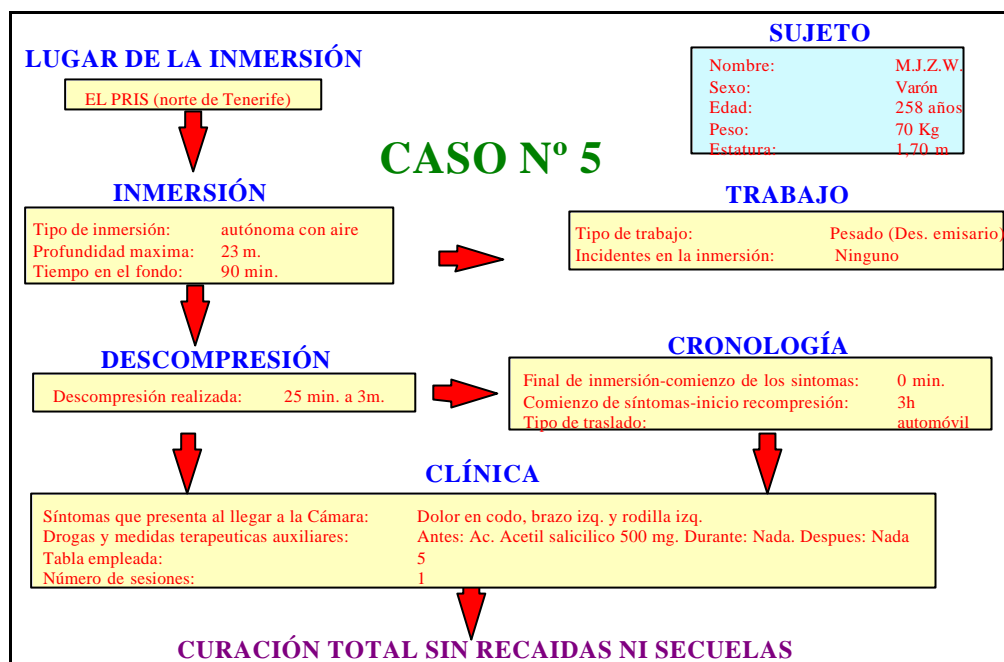 LUGAR DE LA INMERSIÓN
EL PRIS (norte de Tenerife)
SUJETO
Nombre: M.J.Z.W.
Sexo: Varón
Edad: 258 años
Peso: 70 Kg
Estatura: 1,70 m
CASO Nº 5
INMERSIÓN
Tipo de inmersión: autónoma con aire
Profundidad maxima: 23 m.
Tiempo en el fondo: 90 min.
TRABAJO
Tipo de trabajo: Pesado (Des. emisario)
Incidentes en la inmersión: Ninguno
DESCOMPRESIÓN
Descompresión realizada: 25 min. a 3m.
CRONOLOGÍA
Final de inmersión-comienzo de los sintomas: 0 min.
Comienzo de síntomas-inicio recompresión: 3h
Tipo de traslado: automóvil
CLÍNICA
Síntomas que presenta al llegar a la Cámara: Dolor en codo, brazo izq. y rodilla izq.
Drogas y medidas terapeuticas auxiliares: Antes: Ac. Acetil salicilico 500 mg. Durante: Nada. Despues: Nada
Tabla empleada: 5
Número de sesiones: 1
CURACIÓN TOTAL SIN RECAIDAS NI SECUELAS